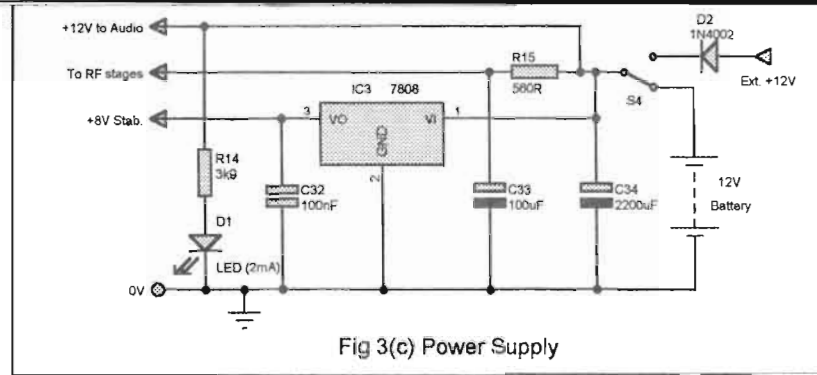 D2
1N4002
+12V to Audio
R15
To RF stages
560R
Ext. +12V
IC3 7808
S4
+8V Stab.
3
VO
VI
1
GND
R14
3k9
2
C32
100nF
C33
100uF
C34
2200uF
12V
Battery
D1
LED (2mA)
0V
Fig 3(c) Power Supply